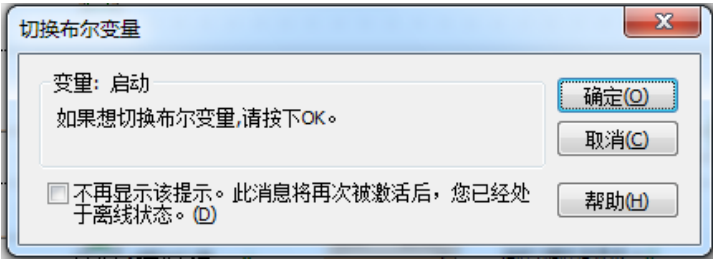 切换布尔变量
变量: 启动
如果想切换布尔变量,请按下OK。
确定(O)
取消(C)
不再显示该提示。此消息将再次被激活后，您已经处
于离线状态。(D)
帮助(H)